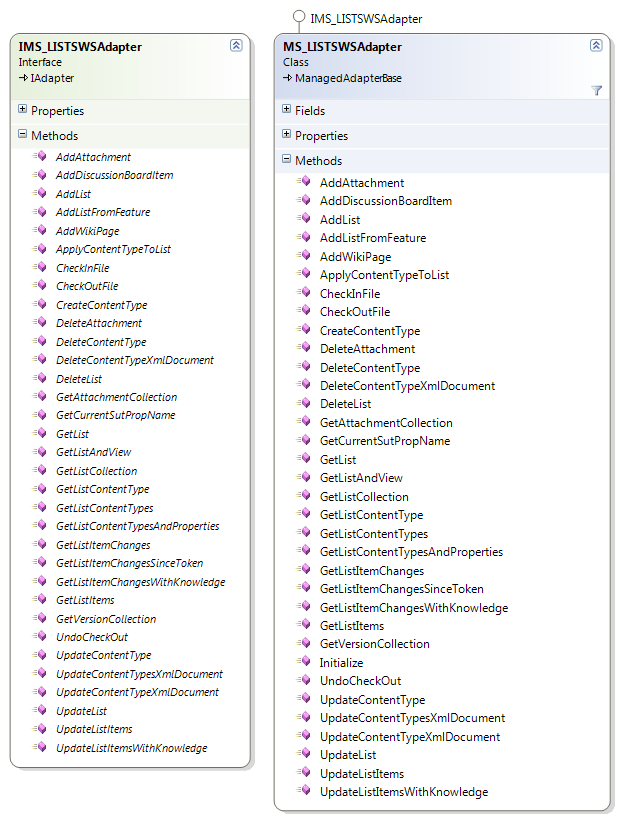 IMS_LISTSWSAdapter
IMS_LISTSWSAdapter
Interface
IAdapter
Properties
Methods
AddAttachment
AddDiscussionBoardItem
AddList
AddListFromFeature
AddWikiPage
ApplyContentTypeToList
CheckInFile
CheckOutFile
CreateContentType
DeleteAttachment
DeleteContentType
DeleteContentTypeXmlDocument
DeleteList
GetAttachmentCollection
GetCurrentSutPropName
GetList
GetListAndView
GetListCollection
GetListContentType
GetListContentTypes
GetListContentTypesAndProperties
GetListItemChanges
GetListItemChangesSinceToken
GetListItemChangesWithKnowledge
GetListItems
GetVersionCollection
UndoCheckOut
UpdateContentType
UpdateContentTypesXmlDocument
UpdateContentTypeXmlDocument
UpdateList
UpdateListItems
UpdateListItemsWithKnowledge
MS_LISTSWSAdapter
Class
ManagedAdapterBase
Fields
Properties
Methods
AddAttachment
AddDiscussionBoardItem
AddList
AddListFromFeature
AddWikiPage
ApplyContentTypeToList
CheckInFile
CheckOutFile
CreateContentType
DeleteAttachment
DeleteContentType
DeleteContentTypeXmlDocument
DeleteList
GetAttachmentCollection
GetCurrentSutPropName
GetList
GetListAndView
GetListCollection
GetListContentType
GetListContentTypes
GetListContentTypesAndProperties
GetListItemChanges
GetListItemChangesSinceToken
GetListItemChangesWithKnowledge
GetListItems
GetVersionCollection
Initialize
UndoCheckOut
UpdateContentType
UpdateContentTypesXmlDocument
UpdateContentTypeXmlDocument
UpdateList
UpdateListItems
UpdateListItemsWithKnowledge